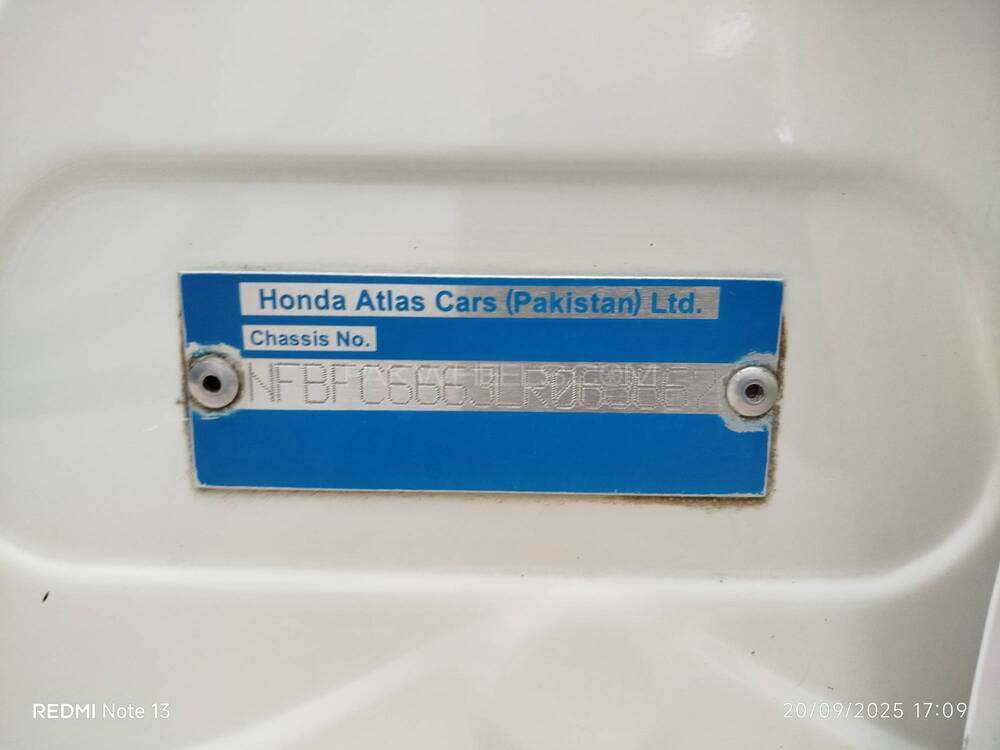 Honda Atlas Cars (Pakistan) Ltd.
Chassis No.
REDMI Note 13
20/09/2025 17:09